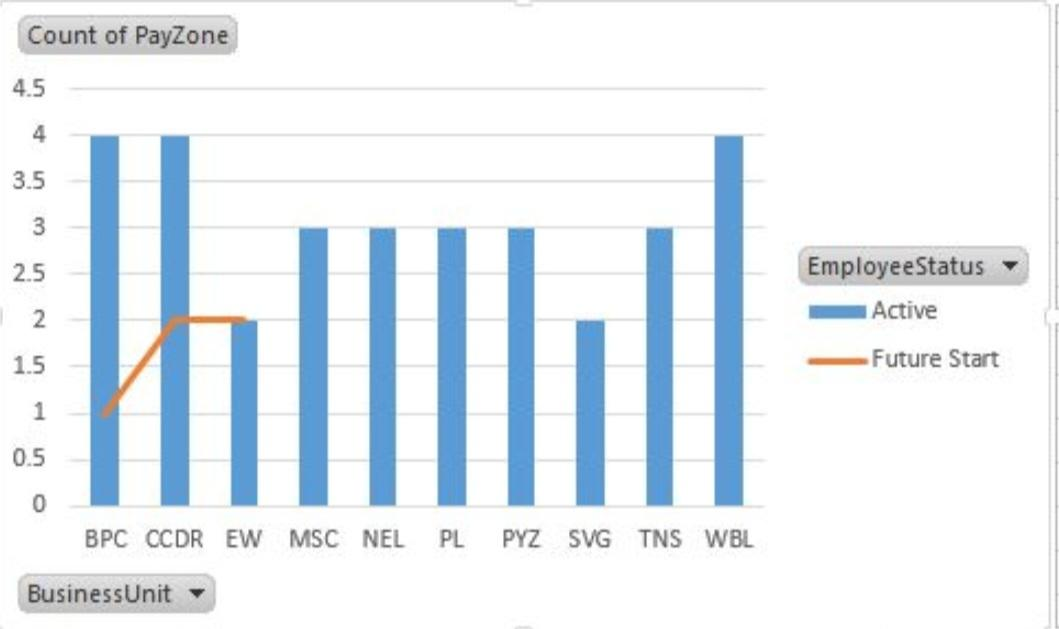 Count of PayZone
4.5
4
3.5
3
2.5
2
1.5
1
0.5
0
BPC CCDR EW MSC NEL PL PYZ SVG TNS WBL
EmployeeStatus
Active
Future Start
BusinessUnit